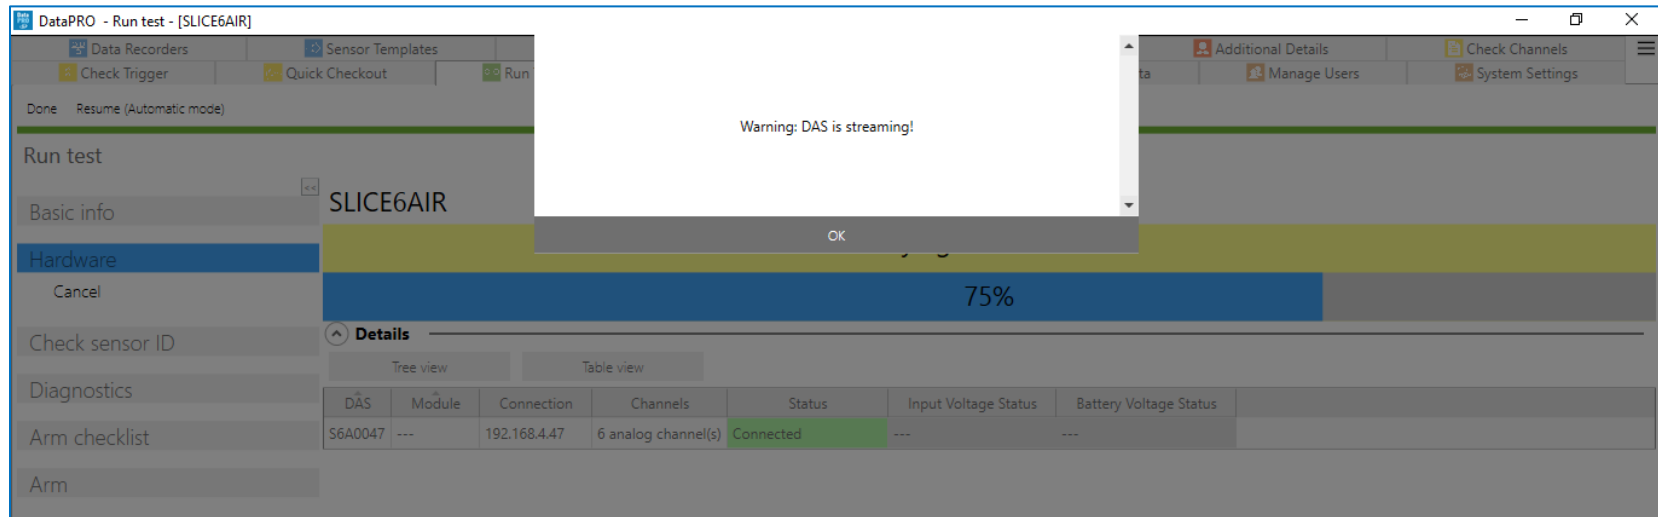 DataPRO - Run test - [SLICE6AIR]
Data Recorders
Sensor Templates
Additional Details
Check Channels
Check Trigger
Quick Checkout
Run
ta
Manage Users
System Settings
Done Resume (Automatic mode)
Warning: DAS is streaming!
OK
Run test
<<
Basic info
Hardware
Cancel
Check sensor ID
Diagnostics
Arm checklist
Arm
SLICE6AIR
75%
Details
Tree view Table view
DAS Module Connection Channels Status Input Voltage Status Battery Voltage Status
S6A0047 --- 192.168.4.47 6 analog channel(s) Connected --- ---